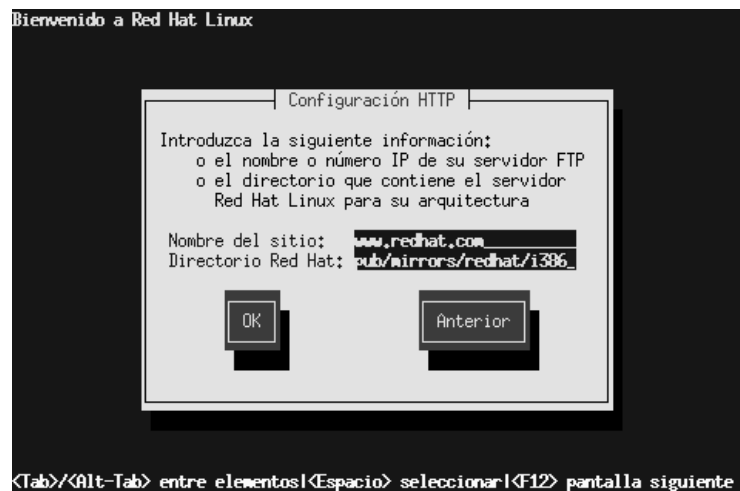 Bienvenido a Red Hat Linux
Configuración HTTP
Introduzca la siguiente información:
o el nombre o número IP de su servidor FTP
o el directorio que contiene el servidor
Red Hat Linux para su arquitectura
Nombre del sitio: www.redhat.com
Directorio Red Hat: pub/mirrors/redhat/i386_
OK Anterior
<Tab>/<Alt-Tab> entre elementos|<Espacio> seleccionar|<F12> pantalla siguiente